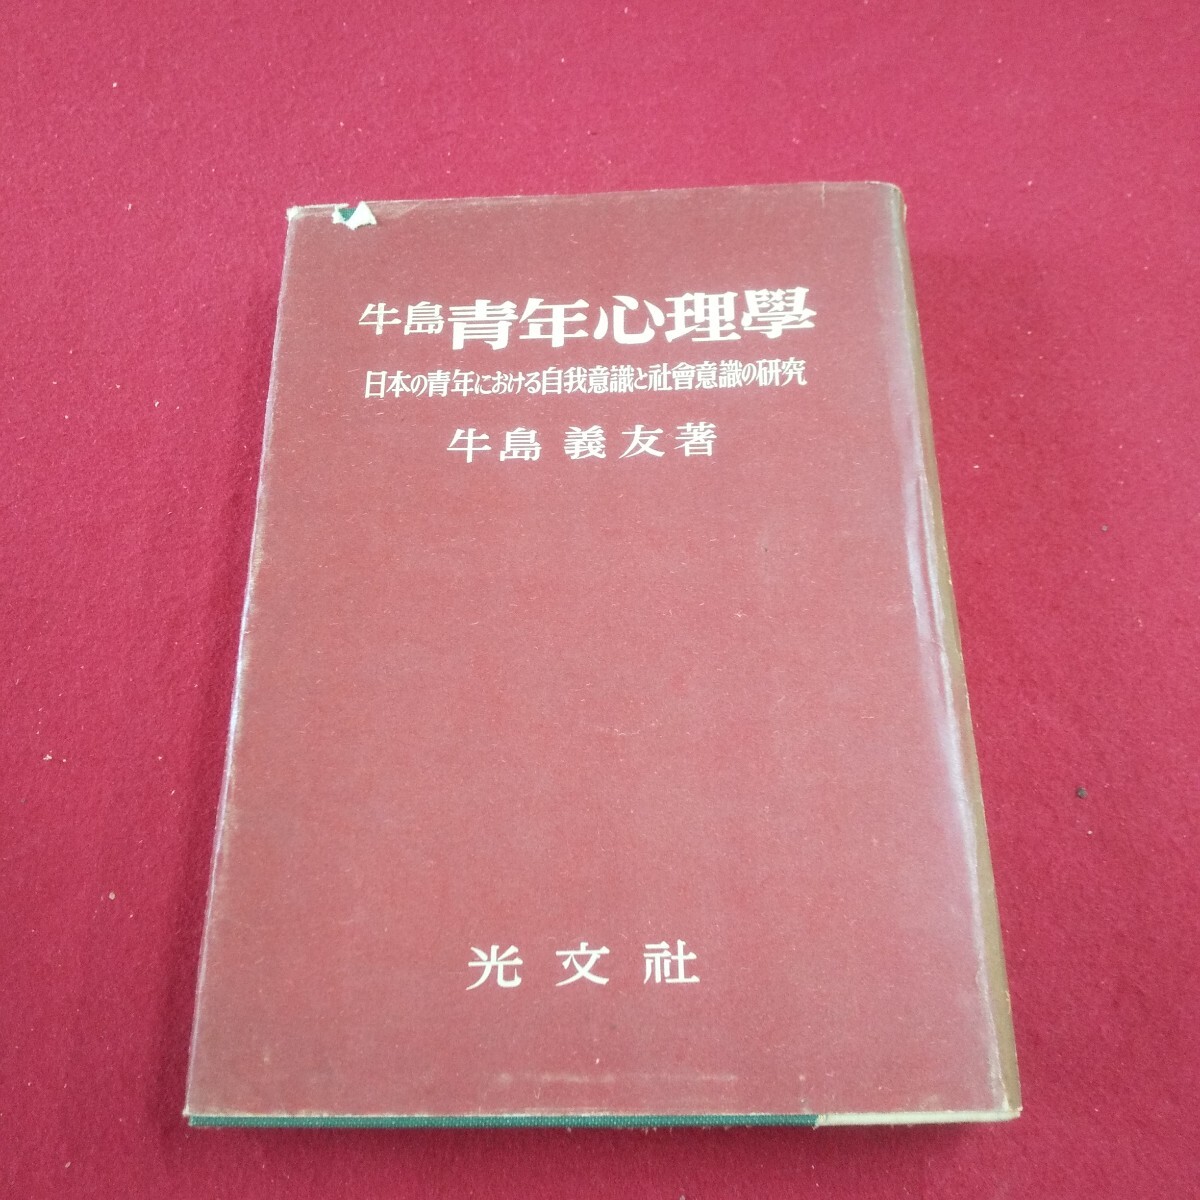 牛島 青年心理學
日本の青年における自我意識と社會意識の研究
牛島 義友著
光文社